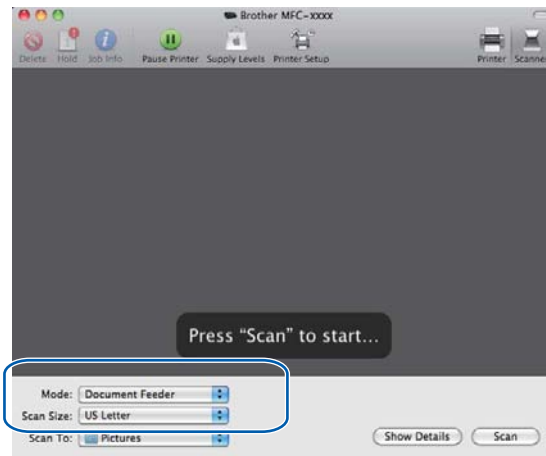 Brother MFC-xxxx
Delete Hold Job Info Pause Printer Supply Levels Printer Setup Printer Scanner
Press "Scan" to start...
Mode: Document Feeder
Scan Size: US Letter
Scan To: Pictures
Show Details Scan